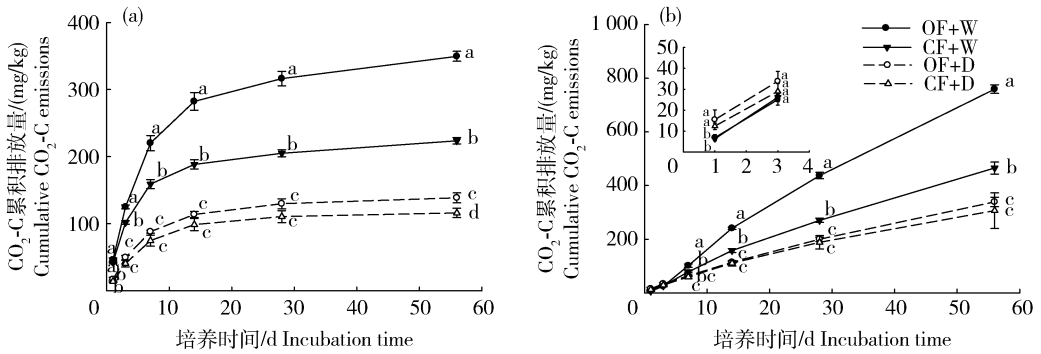 (a)
CO₂-C累积排放量/(mg/kg)
Cumulative CO₂-C emissions
400
300
200
100
0
10
20
30
40
50
60
a
a
a
a
a
a
b
b
b
b
b
c
c
c
c
c
c
c
c
d
b
b
培养时间/d Incubation time
(b)
CO₂-C累积排放量/(mg/kg)
Cumulative CO₂-C emissions
1 000
800
600
400
200
0
10
20
30
40
50
60
OF+W
CF+W
OF+D
CF+D
50
40
30
20
10
0
1
2
3
4
a
a
b
b
a
a
a
a
a
b
bc
c
a
b
c
c
a
b
c
c
a
b
c
c
培养时间/d Incubation time